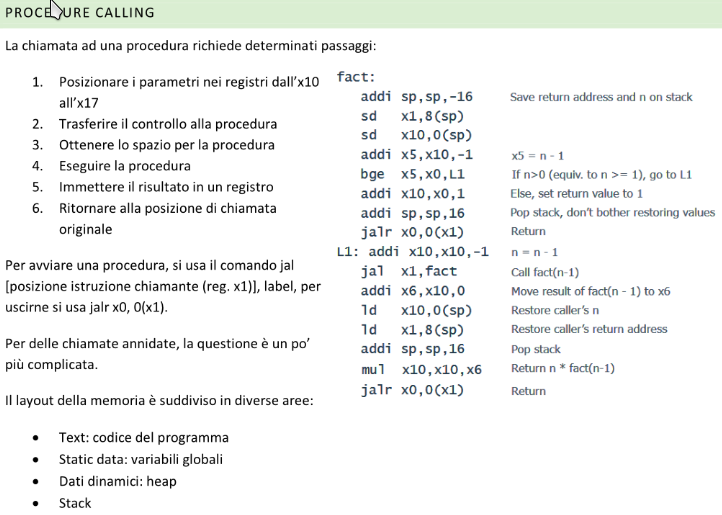 PROCEDURE CALLING
La chiamata ad una procedura richiede determinati passaggi:
1. Posizionare i parametri nei registri dall’x10
all’x17
2. Trasferire il controllo alla procedura
3. Ottenere lo spazio per la procedura
4. Eseguire la procedura
5. Immettere il risultato in un registro
6. Ritornare alla posizione di chiamata
originale
Per avviare una procedura, si usa il comando jal
[posizione istruzione chiamante (reg. x1)], label, per
uscirne si usa jalr x0, 0(x1).
Per delle chiamate annidate, la questione è un po’
più complicata.
Il layout della memoria è suddiviso in diverse aree:
• Text: codice del programma
• Static data: variabili globali
• Dati dinamici: heap
• Stack
fact:
addi sp,sp,-16 Save return address and n on stack
sd x1,8(sp)
sd x10,0(sp)
addi x5,x10,-1 x5 = n - 1
bge x5,x0,L1 If n>0 (equiv. to n >= 1), go to L1
addi x10,x0,1 Else, set return value to 1
addi sp,sp,16 Pop stack, don’t bother restoring values
jalr x0,0(x1) Return
L1: addi x10,x10,-1 n = n - 1
jal x1,fact Call fact(n-1)
addi x6,x10,0 Move result of fact(n - 1) to x6
ld x10,0(sp) Restore caller’s n
ld x1,8(sp) Restore caller’s return address
addi sp,sp,16 Pop stack
mul x10,x10,x6 Return n * fact(n-1)
jalr x0,0(x1) Return